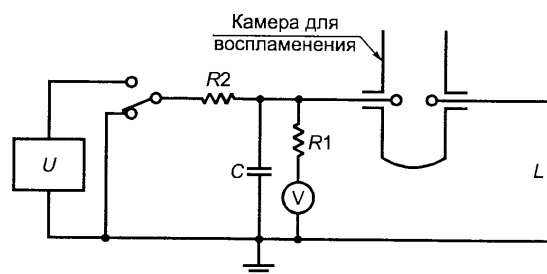 Камера для
воспламенения
R2
R1
U
C
V
L